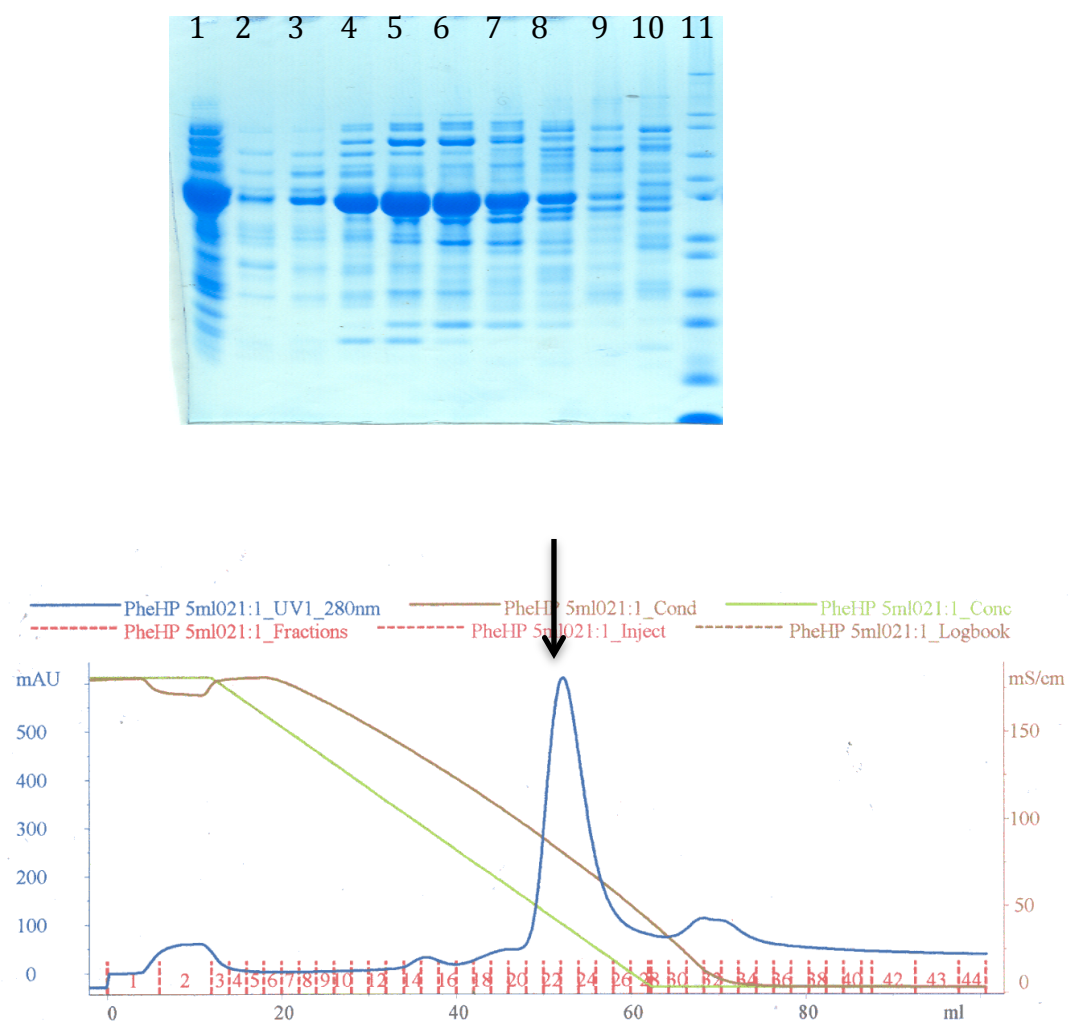 1 2 3 4 5 6 7 8 9 10 11
PheHP 5ml021:1_UV1_280nm PheHP 5ml021:1_Cond PheHP 5ml021:1_Conc
PheHP 5ml021:1_Fractions PheHP 5ml021:1_Inject PheHP 5ml021:1_Logbook
mAU mS/cm
500 150
400
300 100
200
100 50
0 0
1 2 3 4 5 6 7 8 9 10 12 14 16 18 20 22 24 26 28 30 32 34 36 38 40 42 43 44
0 20 40 60 80 ml